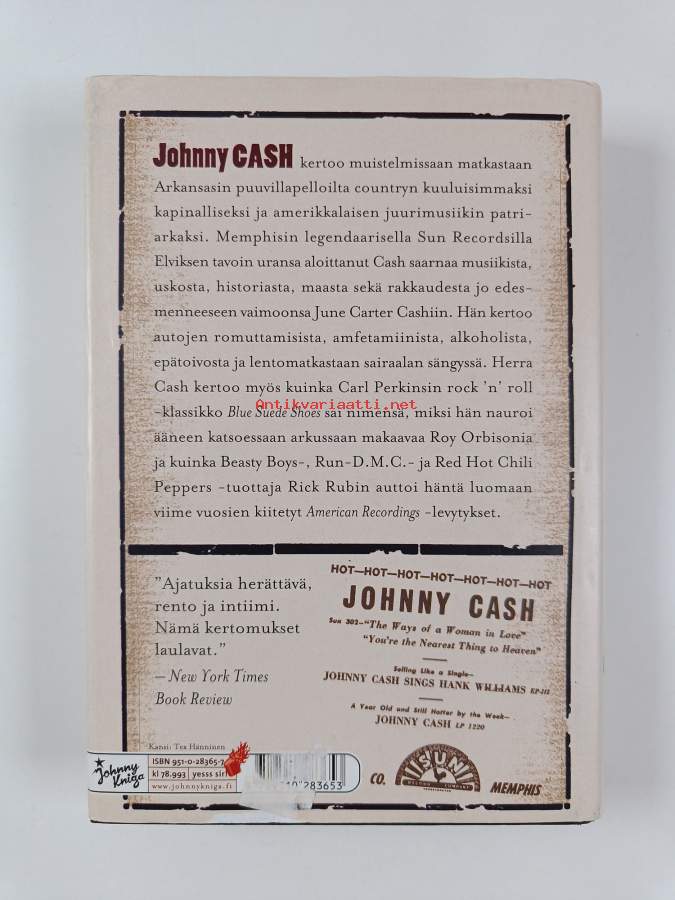 Johnny CASH kertoo muistelmissaan matkastaan
Arkansasin puuvillapelloilta countryn kuuluisimmaksi
kapinalliseksi ja amerikkalaisen juurimusiikin patri-
arkaksi. Memphisin legendaarisella Sun Recordsilla
Elviksen tavoin uransa aloittanut Cash saarnaa musiikista,
uskosta, historiasta, maasta sekä rakkaudesta jo edes-
menneeseen vaimoonsa June Carter Cashiin. Hän kertoo
autojen romuttamisista, amfetamiinista, alkoholista,
epätoivosta ja lentomatkastaan sairaalan sängyssä. Herra
Cash kertoo myös kuinka Carl Perkinsin rock 'n' roll
Antikvariaatti.net
-klassikko Blue Suede Shoes sai nimensä, miksi hän nauroi
ääneen katsoessaan arkussaan makaavaa Roy Orbisonia
ja kuinka Beasty Boys-, Run-D.M.C.- ja Red Hot Chili
Peppers -tuottaja Rick Rubin auttoi häntä luomaan
viime vuosien kiitetyt American Recordings -levytykset.
"Ajatuksia herättävä,
rento ja intiimi.
Nämä kertomukset
laulavat."
—New York Times
Book Review
HOT—HOT—HOT—HOT—HOT—HOT—HOT
JOHNNY CASH
Sun 302—"The Ways of a Woman in Love"
"You're the Nearest Thing to Heaven"
Selling Like a Single—
JOHNNY CASH SINGS HANK WILLIAMS EP-111
A Year Old and Still Hotter by the Week—
JOHNNY CASH LP 1220
Kansi: Tea Hänninen
Johnny Kniga
ISBN 951-0-28365-
kl 78.993 yesss sir
www.johnnykniga.fi
283653
CO.
SUN
RECORD COMPANY
MEMPHIS